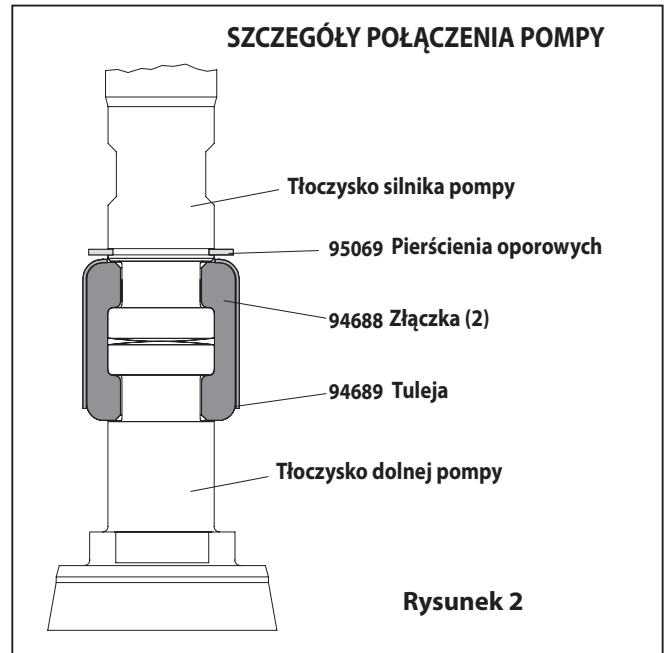 SZCZEGÓŁY POŁĄCZENIA POMPY
Tłoczysko silnika pompy
95069 Pierścienia oporowych
94688 Złączka (2)
94689 Tuleja
Tłoczysko dolnej pompy
Rysunek 2